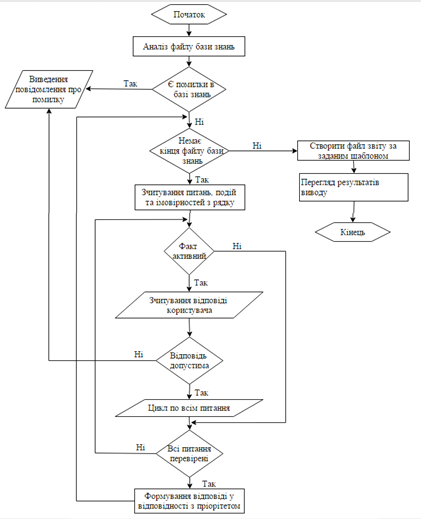 Початок
Аналіз файлу бази знань
Виведення
повідомлення про
помилку
Так
Є помилки в
базі знань
Ні
Немає
кінця файлу бази
знань
Ні
Створити файл звіту за
заданим шаблоном
Так
Перегляд результатів
виводу
Зчитування питань, подій
та імовірностей з рядку
Кінець
Факт
активний
Ні
Так
Зчитування відповіді
користувача
Ні
Відповідь
допустима
Так
Цикл по всім питання
Ні
Всі питання
перевірені
Так
Формування відповіді у
відповідності з пріорітетом